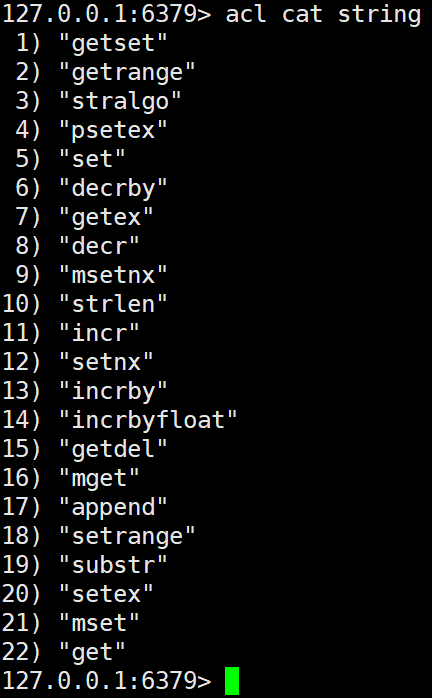 127.0.0.1:6379> acl cat string
 1) "getset"
 2) "getrange"
 3) "stralgo"
 4) "psetex"
 5) "set"
 6) "decrby"
 7) "getex"
 8) "decr"
 9) "msetnx"
10) "strlen"
11) "incr"
12) "setnx"
13) "incrby"
14) "incrbyfloat"
15) "getdel"
16) "mget"
17) "append"
18) "setrange"
19) "substr"
20) "setex"
21) "mset"
22) "get"
127.0.0.1:6379>